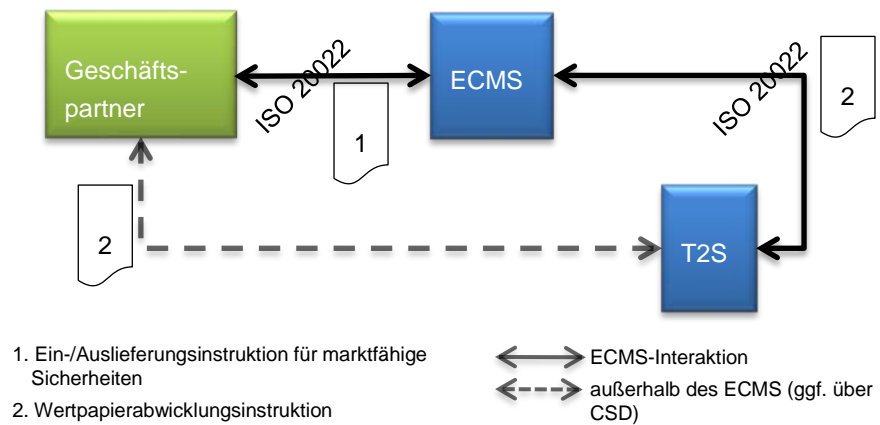 Geschäfts-
partner
ISO 20022
1
ECMS
ISO 20022
2
2
T2S
1. Ein-/Auslieferungsinstruktion für marktfähige
Sicherheiten
2. Wertpapierabwicklungsinstruktion
ECMS-Interaktion
außerhalb des ECMS (ggf. über
CSD)